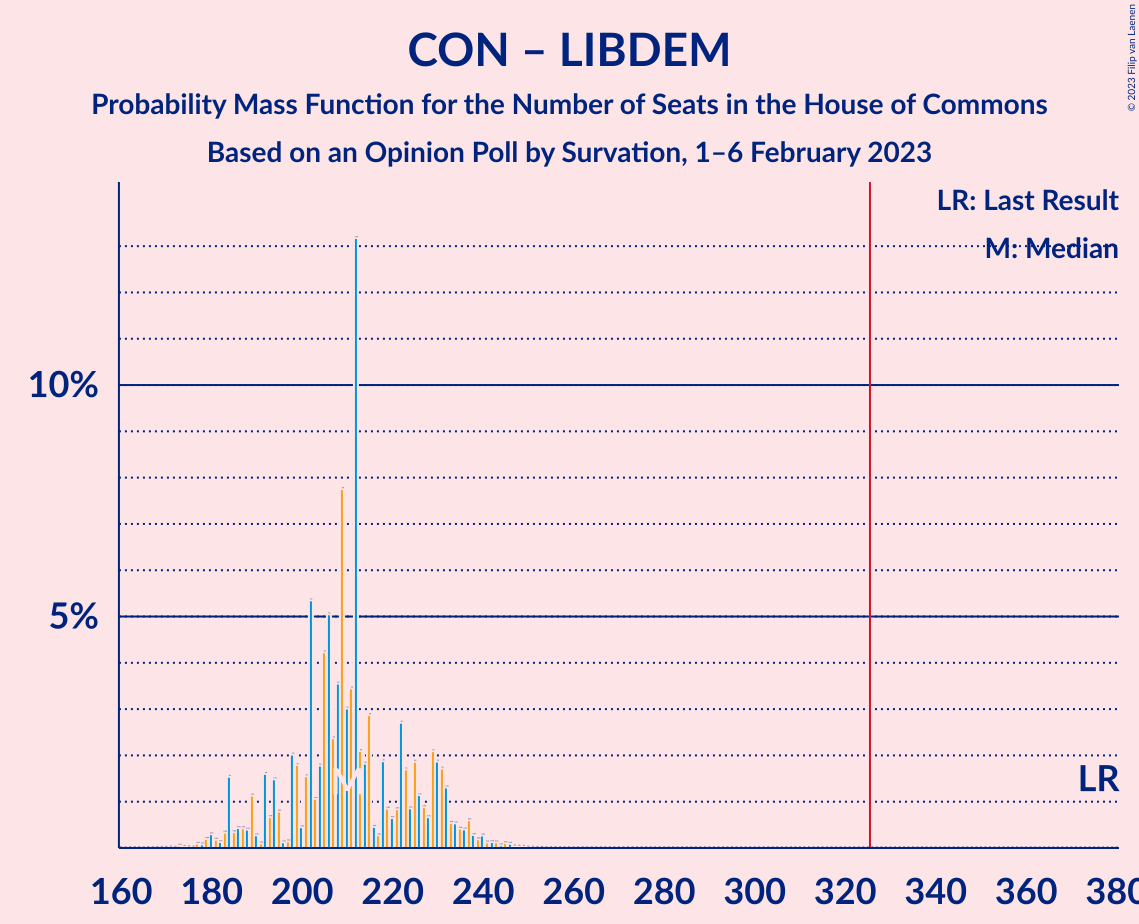 CON – LIBDEM
Probability Mass Function for the Number of Seats in the House of Commons
Based on an Opinion Poll by Survation, 1–6 February 2023
© 2023 Filip van Laenen
LR: Last Result
M: Median
10%
5%
LR
M
160 180 200 220 240 260 280 300 320 340 360 380